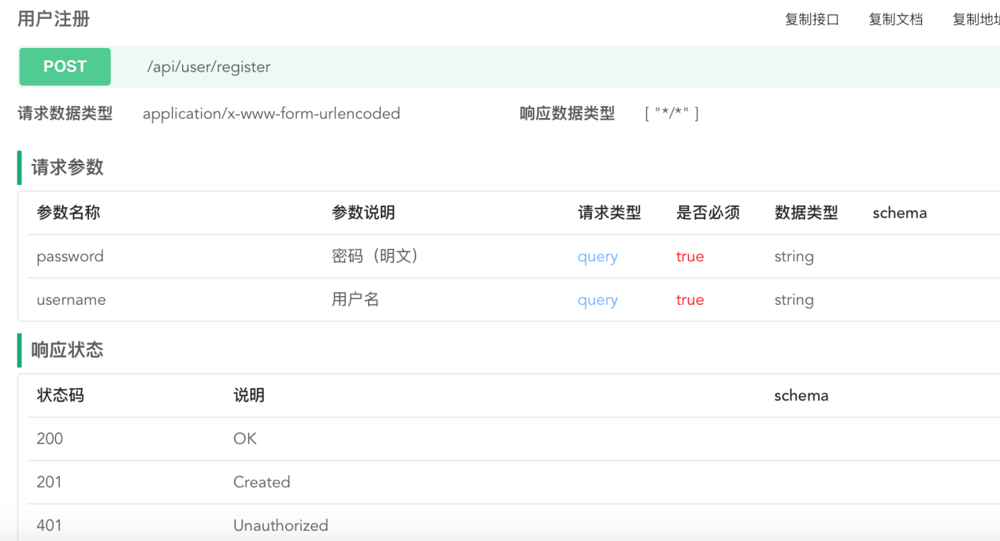 用户注册 复制接口 复制文档 复制地址
POST /api/user/register
请求数据类型 application/x-www-form-urlencoded 响应数据类型 [ "*/*" ]
请求参数
参数名称 参数说明 请求类型 是否必须 数据类型 schema
password 密码（明文） query true string
username 用户名 query true string
响应状态
状态码 说明 schema
200 OK
201 Created
401 Unauthorized